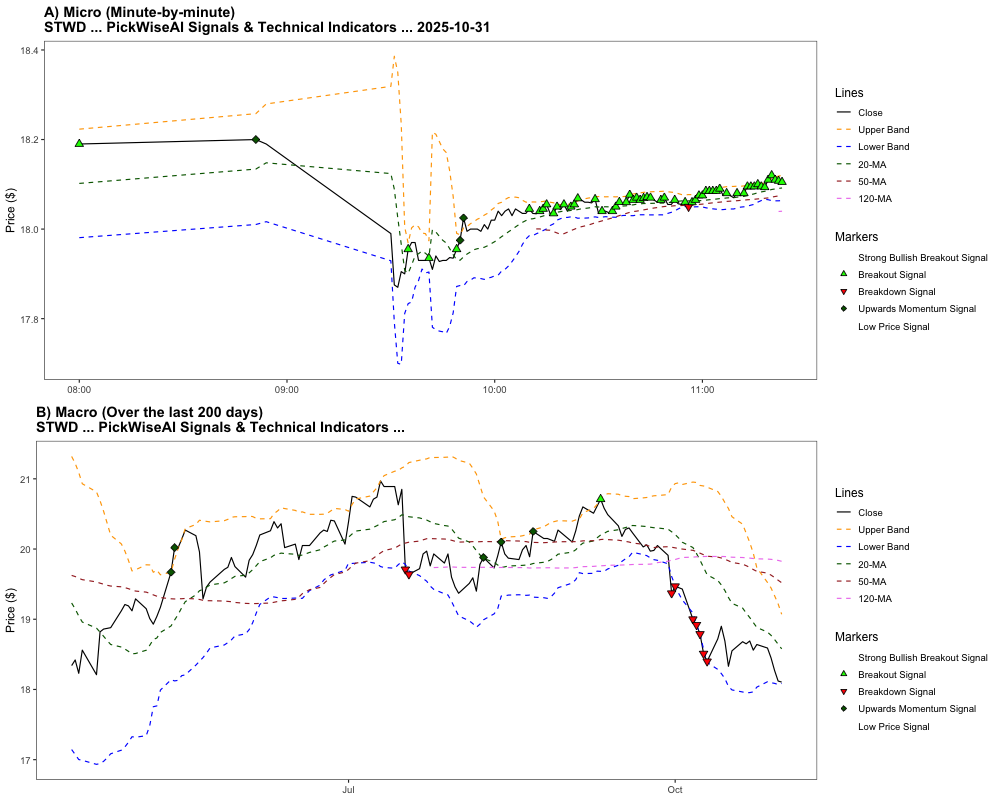 A) Micro (Minute-by-minute)
STWD ... PickWiseAI Signals & Technical Indicators ... 2025-10-31
Price ($)
18.4
18.2
18.0
17.8
08:00
09:00
10:00
11:00
Lines
Close
Upper Band
Lower Band
20-MA
50-MA
120-MA
Markers
Strong Bullish Breakout Signal
Breakout Signal
Breakdown Signal
Upwards Momentum Signal
Low Price Signal
B) Macro (Over the last 200 days)
STWD ... PickWiseAI Signals & Technical Indicators ...
Price ($)
21
20
19
18
17
Jul
Oct
Lines
Close
Upper Band
Lower Band
20-MA
50-MA
120-MA
Markers
Strong Bullish Breakout Signal
Breakout Signal
Breakdown Signal
Upwards Momentum Signal
Low Price Signal